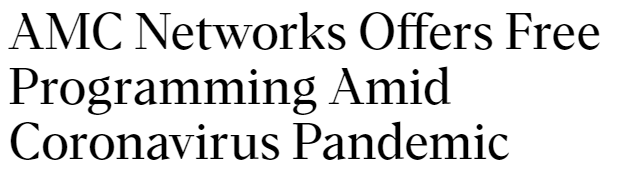 AMC Networks Offers Free
Programming Amid
Coronavirus Pandemic